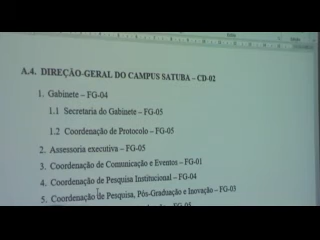 A.4. DIREÇÃO-GERAL DO CAMPUS SATUBA – CD-02
1. Gabinete – FG-04
1.1 Secretaria do Gabinete – FG-05
1.2 Coordenação de Protocolo – FG-05
2. Assessoria executiva – FG-05
3. Coordenação de Comunicação e Eventos – FG-01
4. Coordenação de Pesquisa Institucional – FG-04
5. Coordenação de Pesquisa, Pós-Graduação e Inovação – FG-03
FG-05